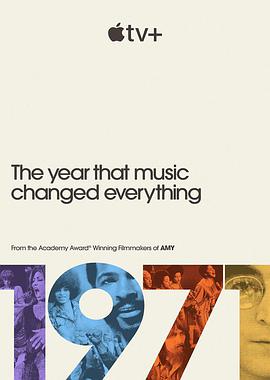 tv+
The year that music
changed everything
From the Academy Award® Winning Filmmakers of AMY
1971